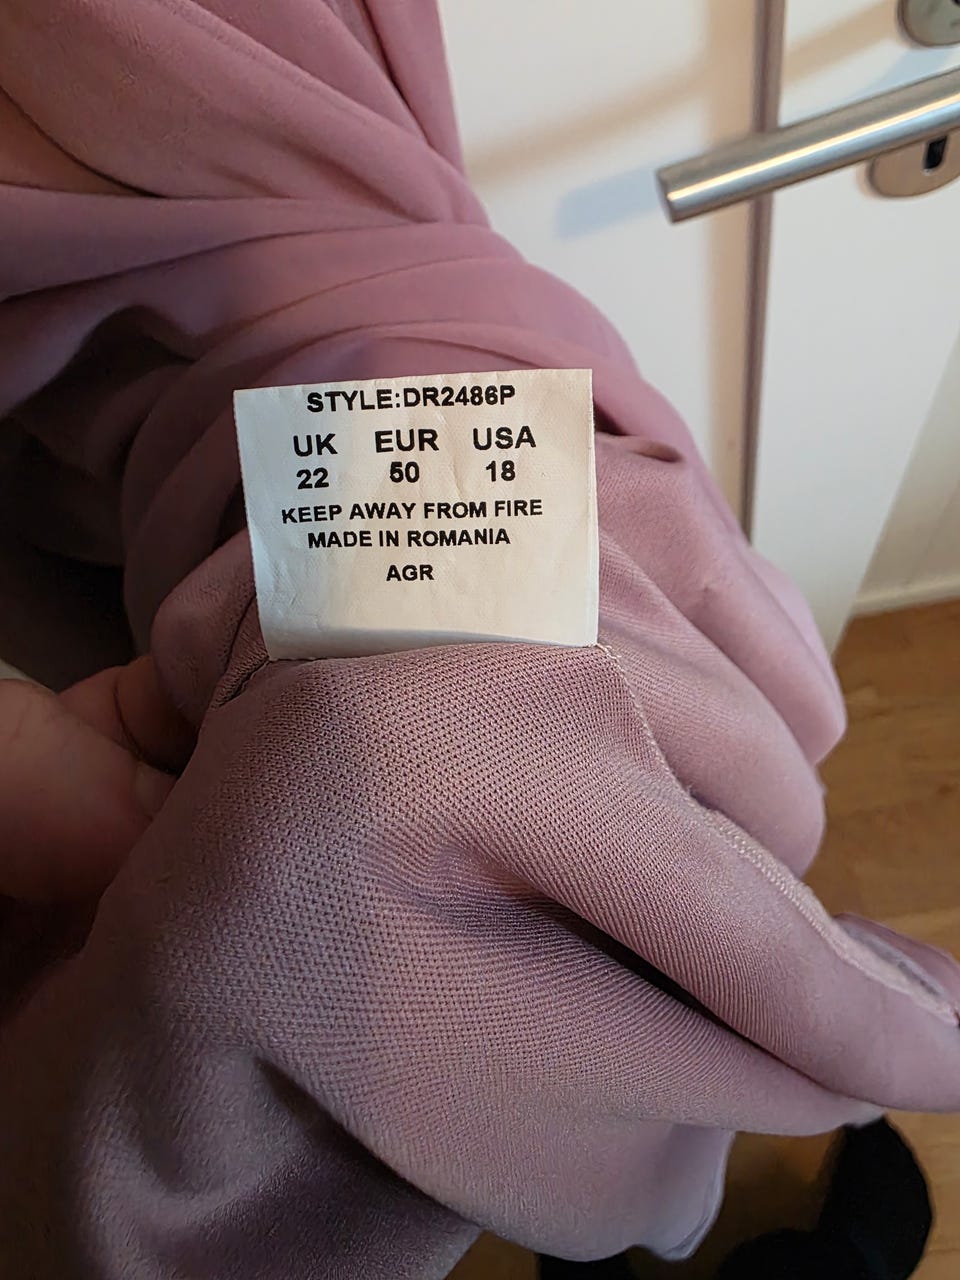 STYLE:DR2486P
UK EUR USA
22 50 18
KEEP AWAY FROM FIRE
MADE IN ROMANIA
AGR